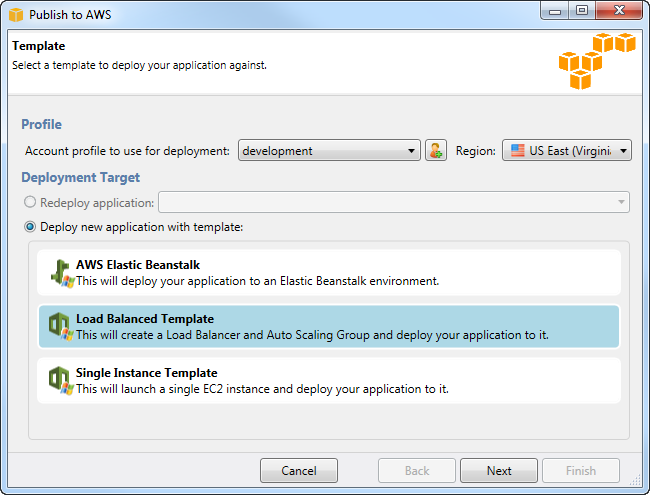 Publish to AWS
Template
Select a template to deploy your application against.
Profile
Account profile to use for deployment: development Region: US East (Virginia
Deployment Target
Redeploy application:
Deploy new application with template:
AWS Elastic Beanstalk
This will deploy your application to an Elastic Beanstalk environment.
Load Balanced Template
This will create a Load Balancer and Auto Scaling Group and deploy your application to it.
Single Instance Template
This will launch a single EC2 instance and deploy your application to it.
Cancel Back Next Finish